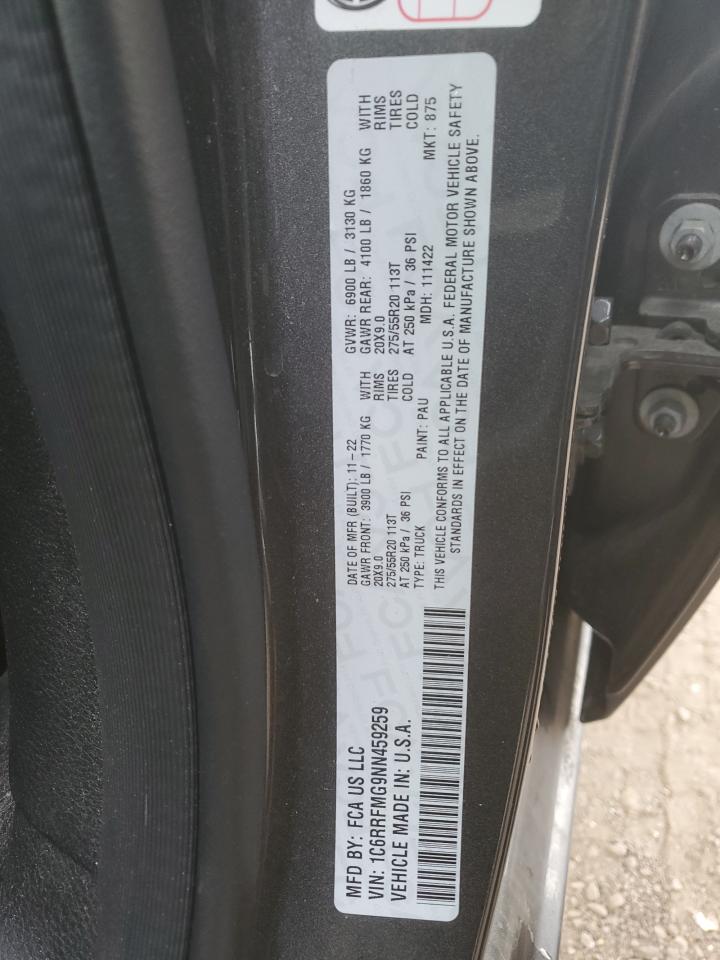 MFD BY: FCA US LLC
VIN: 1C6RRFMG9NN459259
VEHICLE MADE IN: U.S.A.
DATE OF MFR (BUILT): 11-22
GVWR: 6900 LB / 3130 KG
GAWR FRONT: 3900 LB / 1770 KG WITH
20X9.0 RIMS
275/55R20 113T TIRES
AT 250 kPa / 36 PSI COLD
GAWR REAR: 4100 LB / 1860 KG WITH
20X9.0 RIMS
275/55R20 113T TIRES
AT 250 kPa / 36 PSI COLD
TYPE: TRUCK PAINT: PAU MDH: 111422 MKT: 875
THIS VEHICLE CONFORMS TO ALL APPLICABLE U.S.A. FEDERAL MOTOR VEHICLE SAFETY
STANDARDS IN EFFECT ON THE DATE OF MANUFACTURE SHOWN ABOVE.